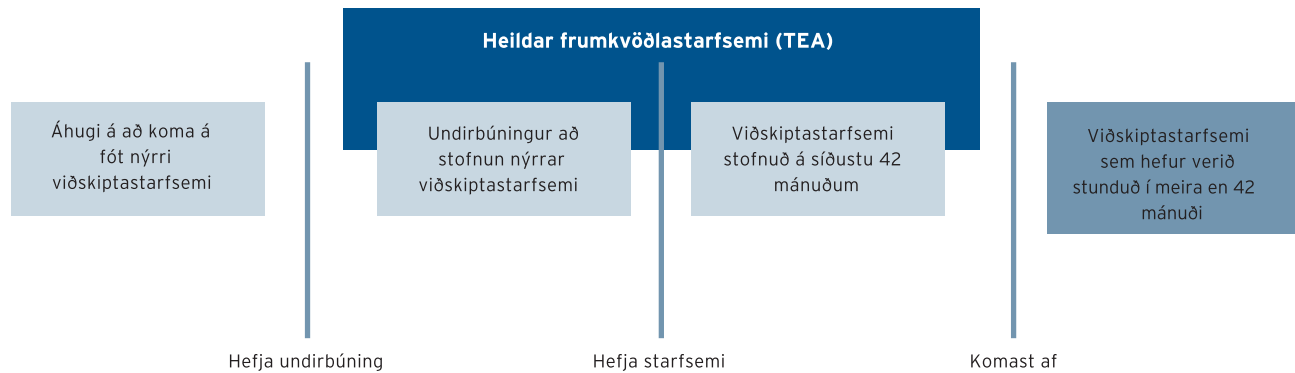 Heildar frumkvöðlastarfsemi (TEA)
Áhugi á að koma á
fót nýrri
viðskiptastarfsemi
Undirbúningur að
stofnun nýrrar
viðskiptastarfsemi
Viðskiptastarfsemi
stofnuð á síðustu 42
mánuðum
Viðskiptastarfsemi
sem hefur verið
stunduð í meira en 42
mánuði
Hefja undirbúning
Hefja starfsemi
Komast af